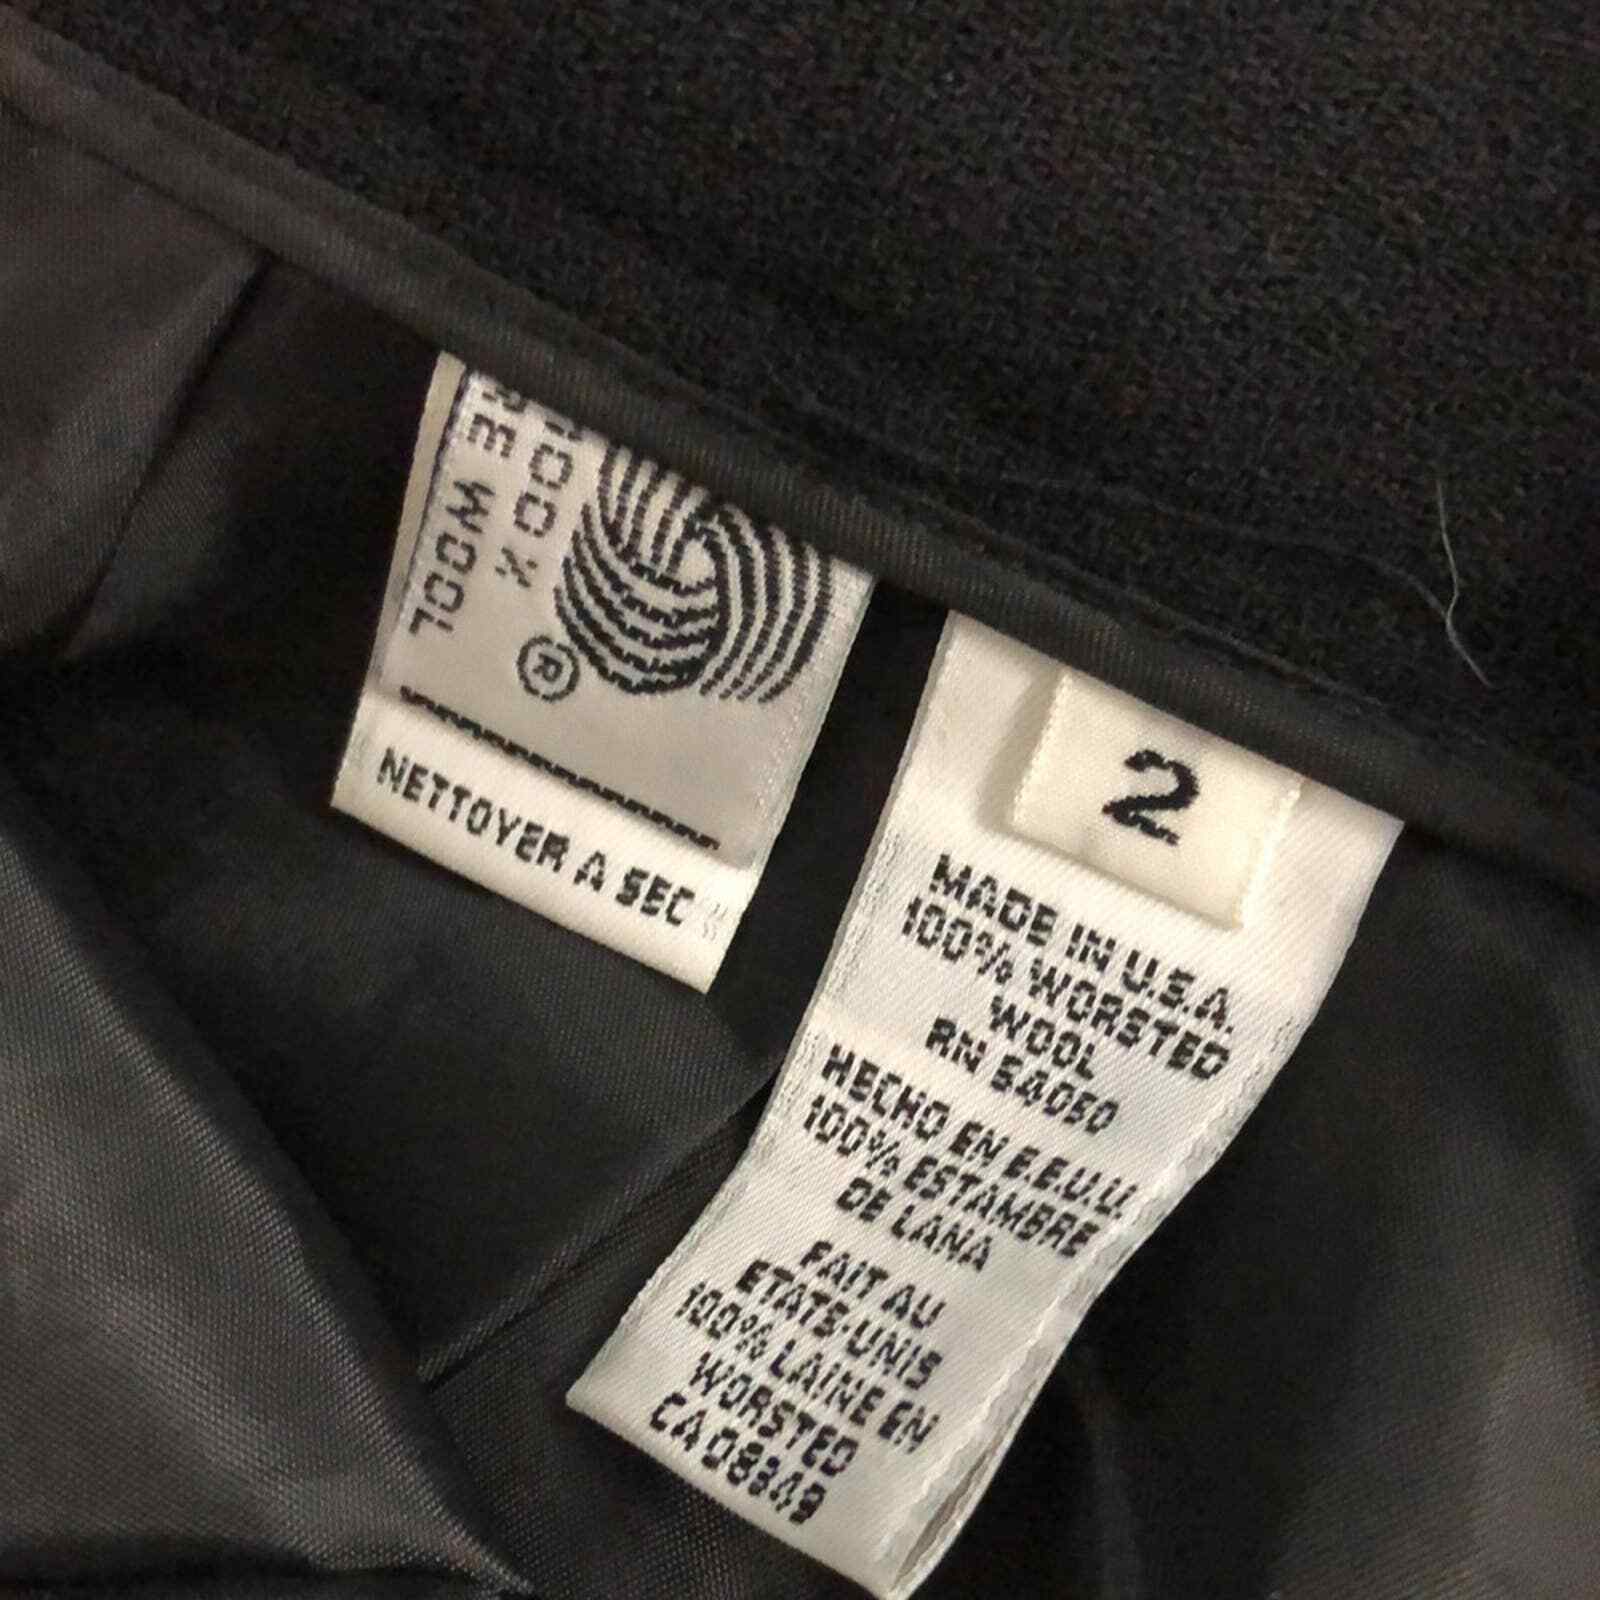 100%
RE WOOL
®
NETTOYER A SEC
2
MADE IN U.S.A.
100% WORSTED
WOOL
RN 54050
HECHO EN E.E.U.U.
100% ESTAMBRE
DE LANA
FAIT AU
ETATS-UNIS
100% LAINE EN
WORSTED
CA 08349